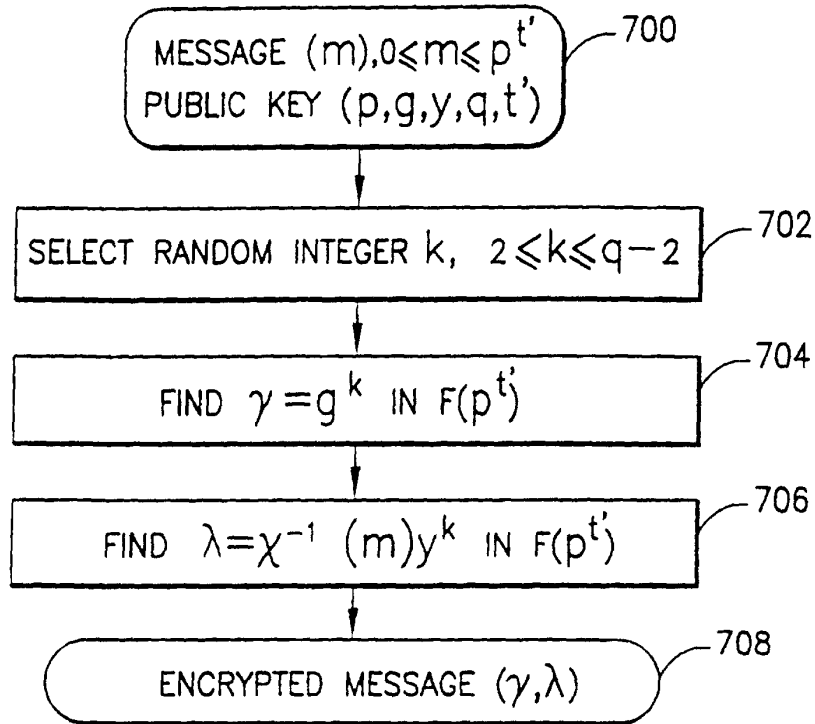 MESSAGE (m), 0⩽m⩽p^t'
PUBLIC KEY (p,g,y,q,t')
700
SELECT RANDOM INTEGER k, 2⩽k⩽q−2
702
FIND γ=g^k IN F(p^t')
704
FIND λ=χ^−1 (m)y^k IN F(p^t')
706
ENCRYPTED MESSAGE (γ,λ)
708